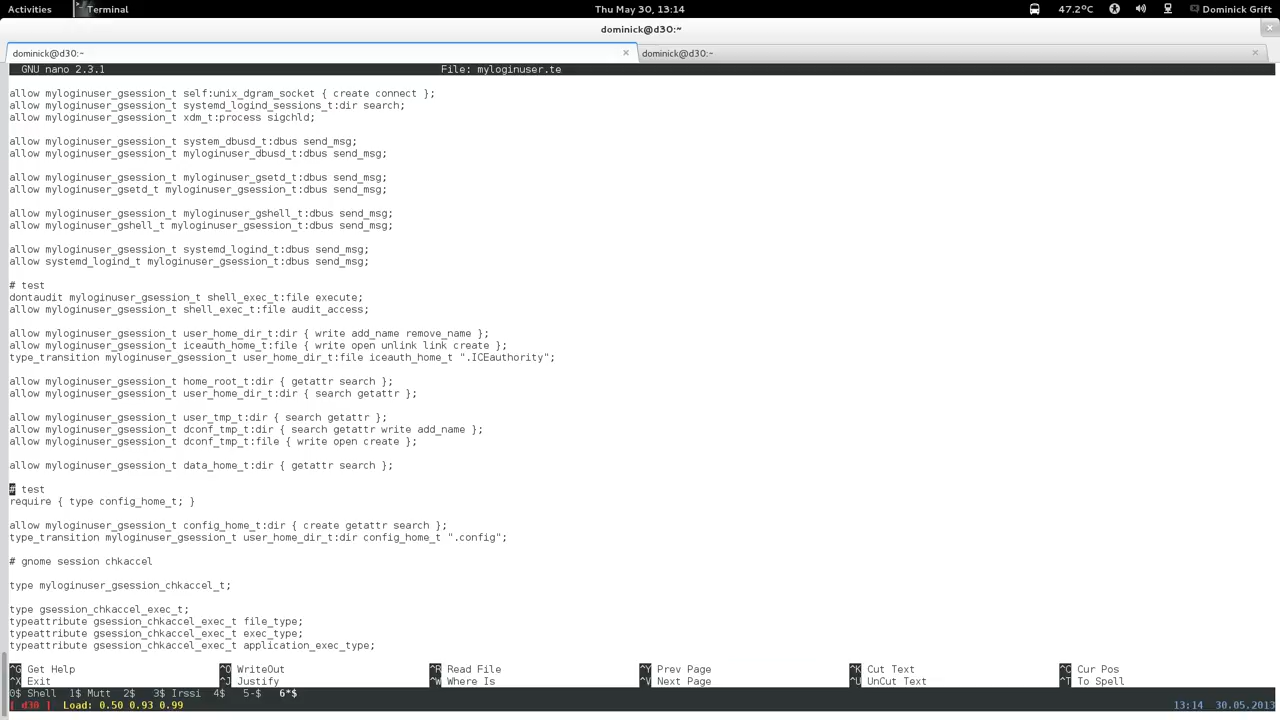 Activities Terminal Thu May 30, 13:14 47.2°C Dominick Grift
dominick@d30:~
dominick@d30:~ × dominick@d30:~ ×
GNU nano 2.3.1 File: myloginuser.te
allow myloginuser_gsession_t self:unix_dgram_socket { create connect };
allow myloginuser_gsession_t systemd_logind_sessions_t:dir search;
allow myloginuser_gsession_t xdm_t:process sigchld;
allow myloginuser_gsession_t system_dbusd_t:dbus send_msg;
allow myloginuser_gsession_t myloginuser_dbusd_t:dbus send_msg;
allow myloginuser_gsession_t myloginuser_gsetd_t:dbus send_msg;
allow myloginuser_gsetd_t myloginuser_gsession_t:dbus send_msg;
allow myloginuser_gsession_t myloginuser_gshell_t:dbus send_msg;
allow myloginuser_gshell_t myloginuser_gsession_t:dbus send_msg;
allow myloginuser_gsession_t systemd_logind_t:dbus send_msg;
allow systemd_logind_t myloginuser_gsession_t:dbus send_msg;
# test
dontaudit myloginuser_gsession_t shell_exec_t:file execute;
allow myloginuser_gsession_t shell_exec_t:file audit_access;
allow myloginuser_gsession_t user_home_dir_t:dir { write add_name remove_name };
allow myloginuser_gsession_t iceauth_home_t:file { write open unlink link create };
type_transition myloginuser_gsession_t user_home_dir_t:file iceauth_home_t ".ICEauthority";
allow myloginuser_gsession_t home_root_t:dir { getattr search };
allow myloginuser_gsession_t user_home_dir_t:dir { search getattr };
allow myloginuser_gsession_t user_tmp_t:dir { search getattr };
allow myloginuser_gsession_t dconf_tmp_t:dir { search getattr write add_name };
allow myloginuser_gsession_t dconf_tmp_t:file { write open create };
allow myloginuser_gsession_t data_home_t:dir { getattr search };
# test
require { type config_home_t; }
allow myloginuser_gsession_t config_home_t:dir { create getattr search };
type_transition myloginuser_gsession_t user_home_dir_t:dir config_home_t ".config";
# gnome session chkaccel
type myloginuser_gsession_chkaccel_t;
type gsession_chkaccel_exec_t;
typeattribute gsession_chkaccel_exec_t file_type;
typeattribute gsession_chkaccel_exec_t exec_type;
typeattribute gsession_chkaccel_exec_t application_exec_type;
^G Get Help ^O WriteOut ^R Read File ^Y Prev Page ^K Cut Text ^C Cur Pos
^X Exit ^J Justify ^W Where Is ^V Next Page ^U UnCut Text ^T To Spell
0$ Shell 1$ Mutt 2$ 3$ Irssi 4$ 5-$ 6*$
[ d30 ] Load: 0.50 0.93 0.99 13:14 30.05.2013